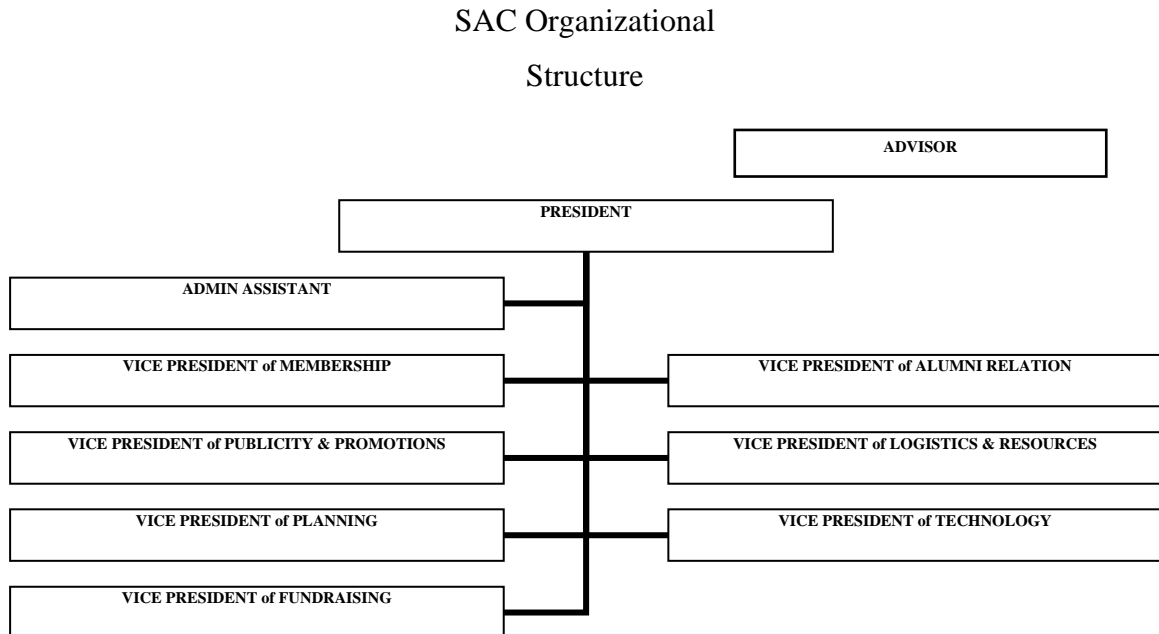 SAC Organizational
Structure
ADVISOR
PRESIDENT
ADMIN ASSISTANT
VICE PRESIDENT of MEMBERSHIP
VICE PRESIDENT of ALUMNI RELATION
VICE PRESIDENT of PUBLICITY & PROMOTIONS
VICE PRESIDENT of LOGISTICS & RESOURCES
VICE PRESIDENT of PLANNING
VICE PRESIDENT of TECHNOLOGY
VICE PRESIDENT of FUNDRAISING